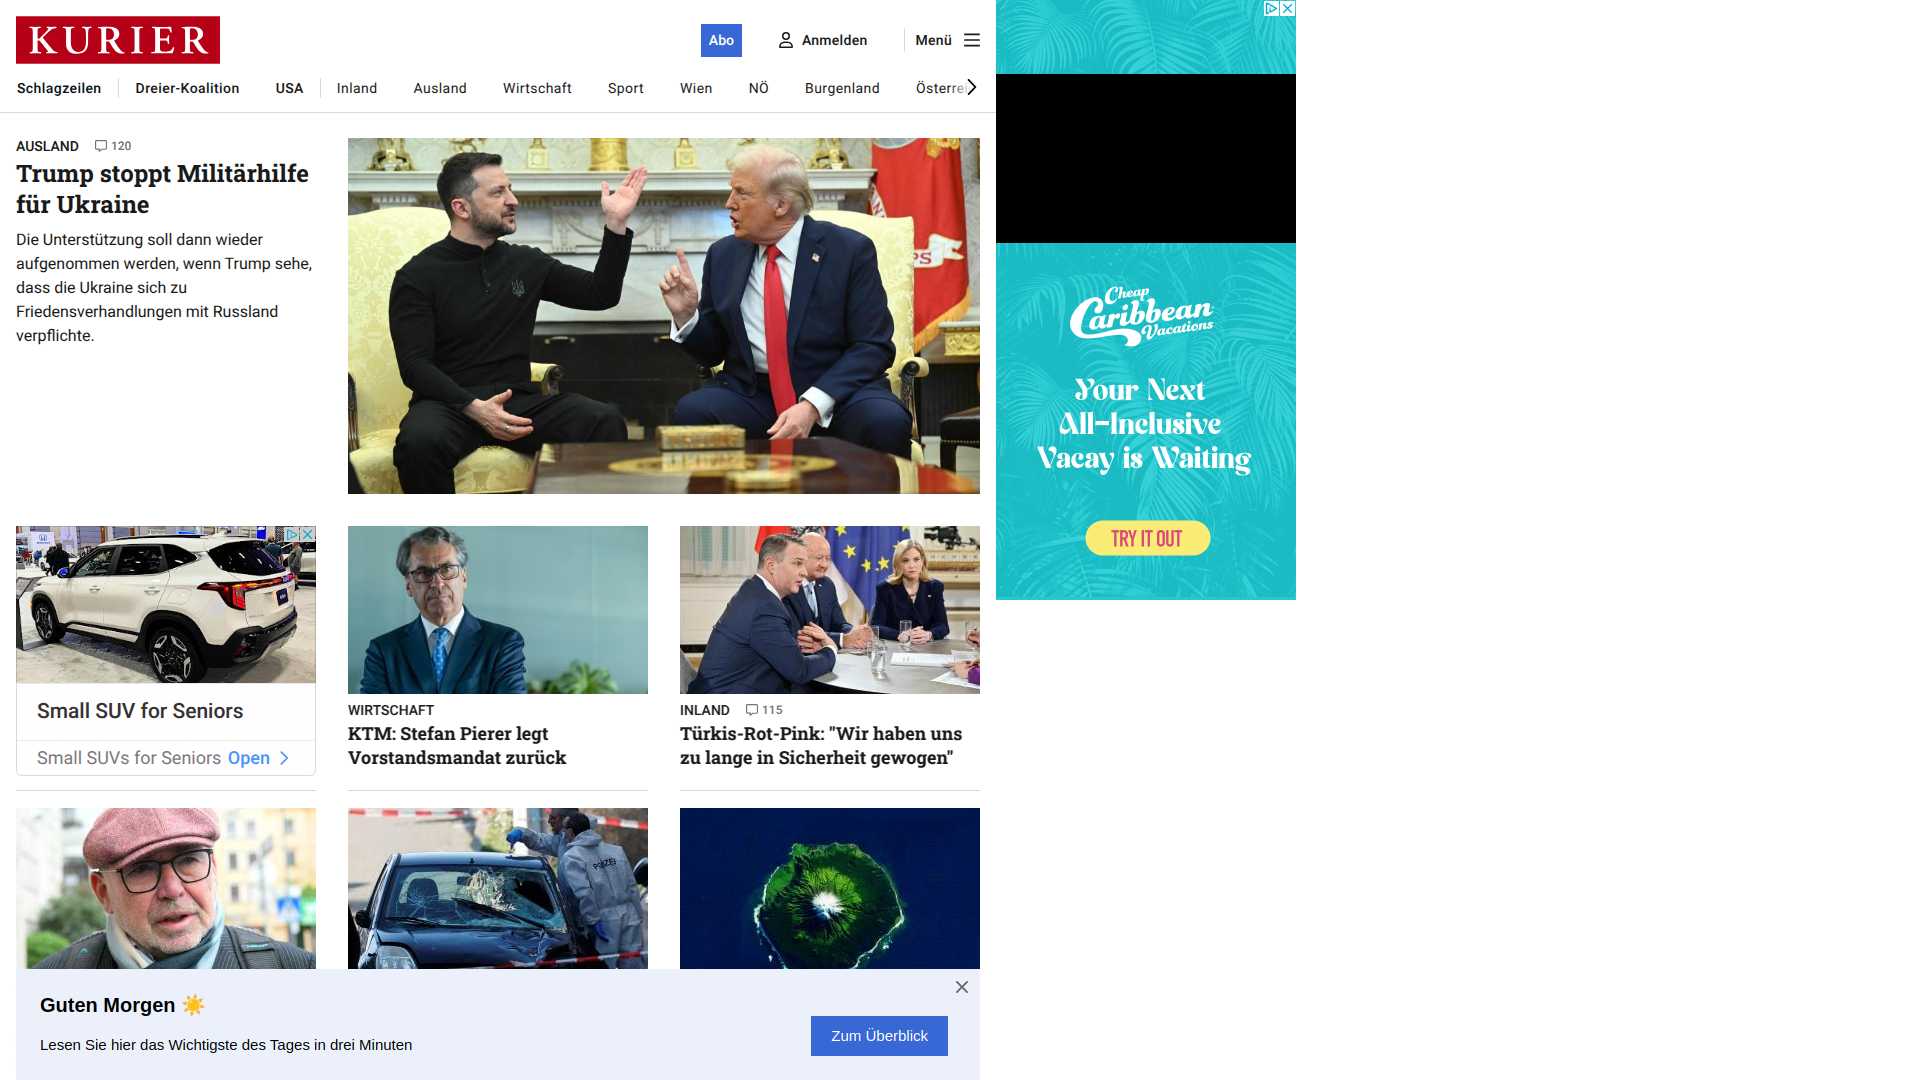 KURIER
Abo
Anmelden
Menü
Schlagzeilen
Dreier-Koalition
USA
Inland
Ausland
Wirtschaft
Sport
Wien
NÖ
Burgenland
Österrei
AUSLAND 120
Trump stoppt Militärhilfe
für Ukraine
Die Unterstützung soll dann wieder
aufgenommen werden, wenn Trump sehe,
dass die Ukraine sich zu
Friedensverhandlungen mit Russland
verpflichte.
Cheap
Caribbean
Vacations
Your Next
All-Inclusive
Vacay is Waiting
TRY IT OUT
Small SUV for Seniors
Small SUVs for Seniors Open
WIRTSCHAFT
KTM: Stefan Pierer legt
Vorstandsmandat zurück
INLAND 115
Türkis-Rot-Pink: "Wir haben uns
zu lange in Sicherheit gewogen"
POLIZEI
Guten Morgen ☀️
Lesen Sie hier das Wichtigste des Tages in drei Minuten
Zum Überblick